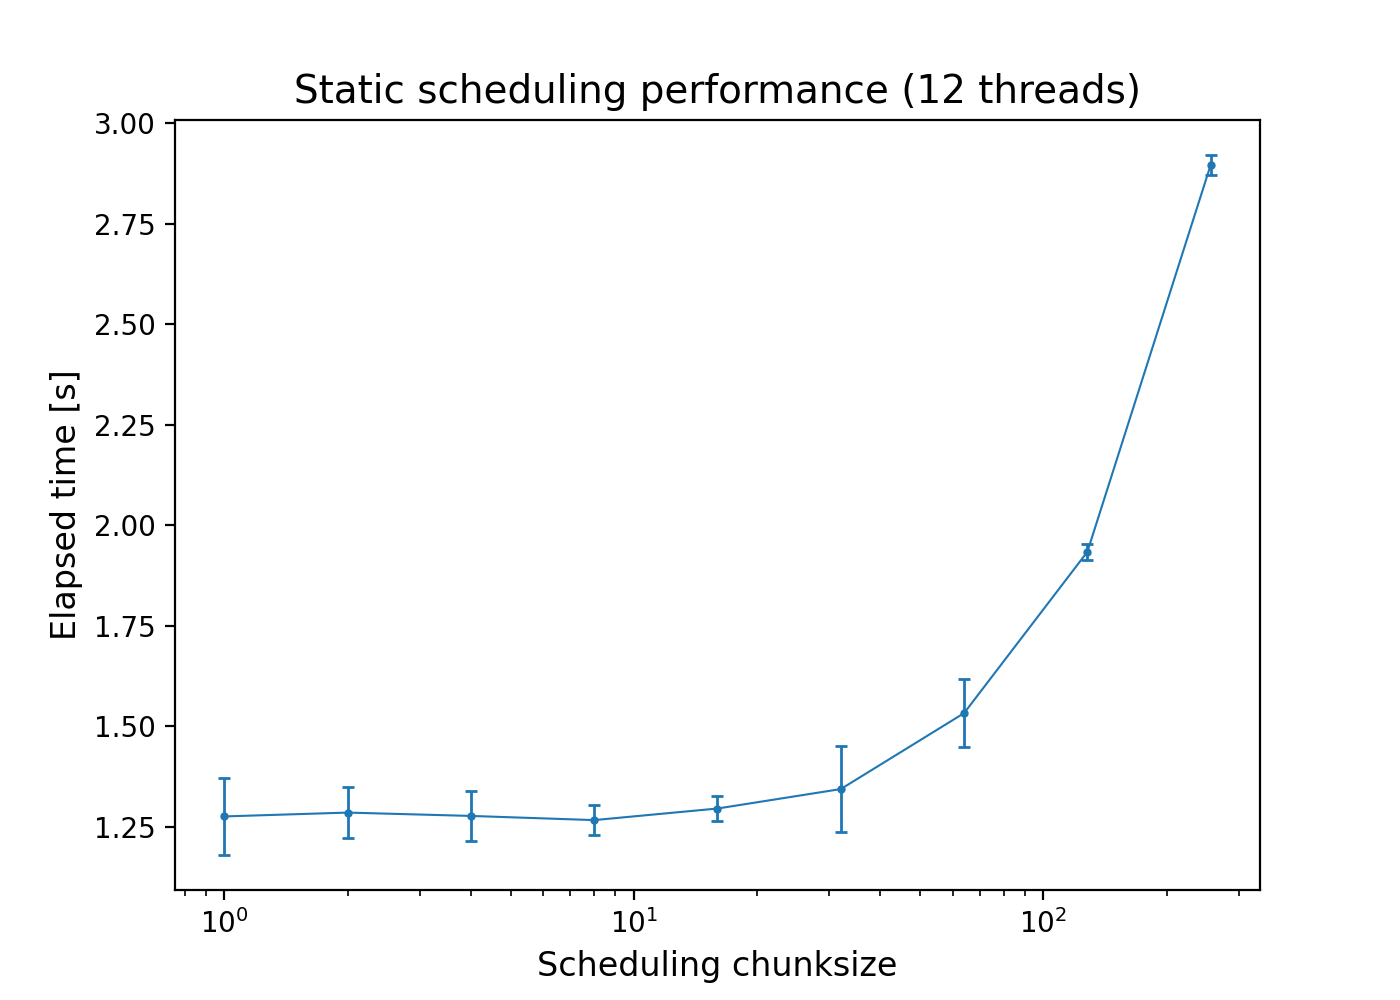 Static scheduling performance (12 threads)
3.00
2.75
2.50
2.25
2.00
1.75
1.50
1.25
Elapsed time [s]
10⁰ 10¹ 10²
Scheduling chunksize